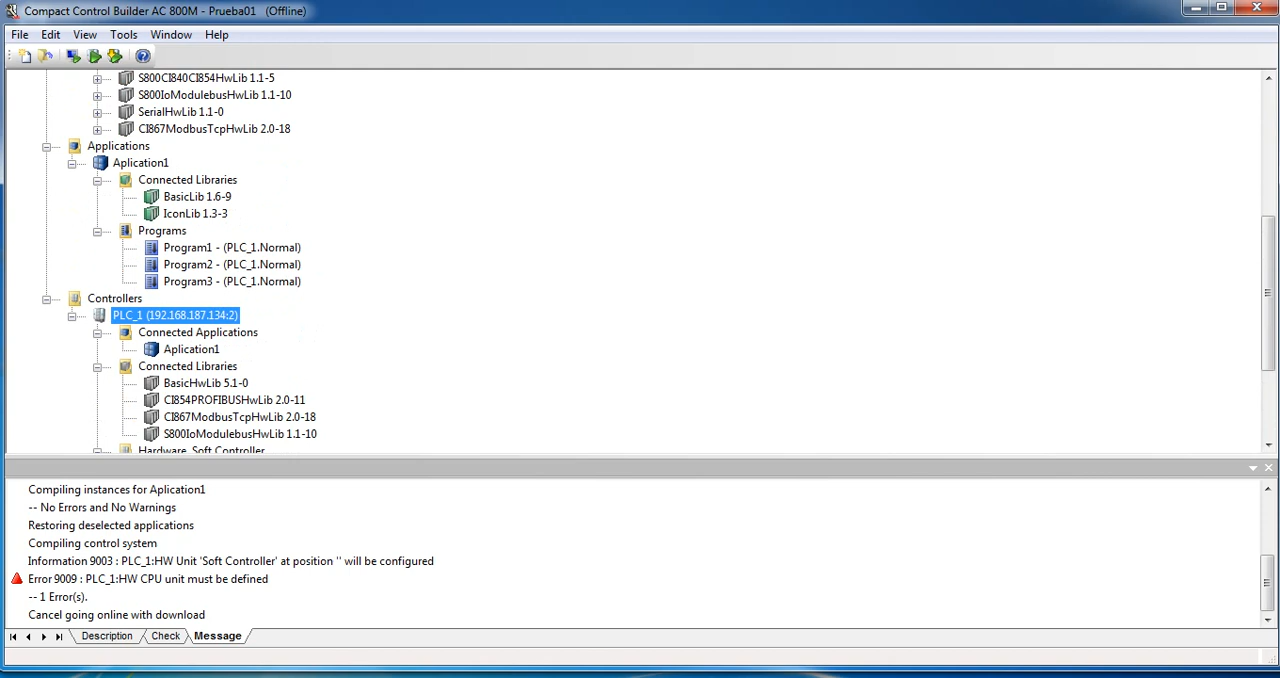 Compact Control Builder AC 800M - Prueba01 (Offline)
File Edit View Tools Window Help
S800CI840CI854HwLib 1.1-5
S800IoModulebusHwLib 1.1-10
SerialHwLib 1.1-0
CI867ModbusTcpHwLib 2.0-18
Applications
Aplication1
Connected Libraries
BasicLib 1.6-9
IconLib 1.3-3
Programs
Program1 - (PLC_1.Normal)
Program2 - (PLC_1.Normal)
Program3 - (PLC_1.Normal)
Controllers
PLC_1 (192.168.187.134:2)
Connected Applications
Aplication1
Connected Libraries
BasicHwLib 5.1-0
CI854PROFIBUSHwLib 2.0-11
CI867ModbusTcpHwLib 2.0-18
S800IoModulebusHwLib 1.1-10
Hardware Soft Controller
Compiling instances for Aplication1
-- No Errors and No Warnings
Restoring deselected applications
Compiling control system
Information 9003 : PLC_1:HW Unit 'Soft Controller' at position '' will be configured
Error 9009 : PLC_1:HW CPU unit must be defined
-- 1 Error(s).
Cancel going online with download
Description Check Message